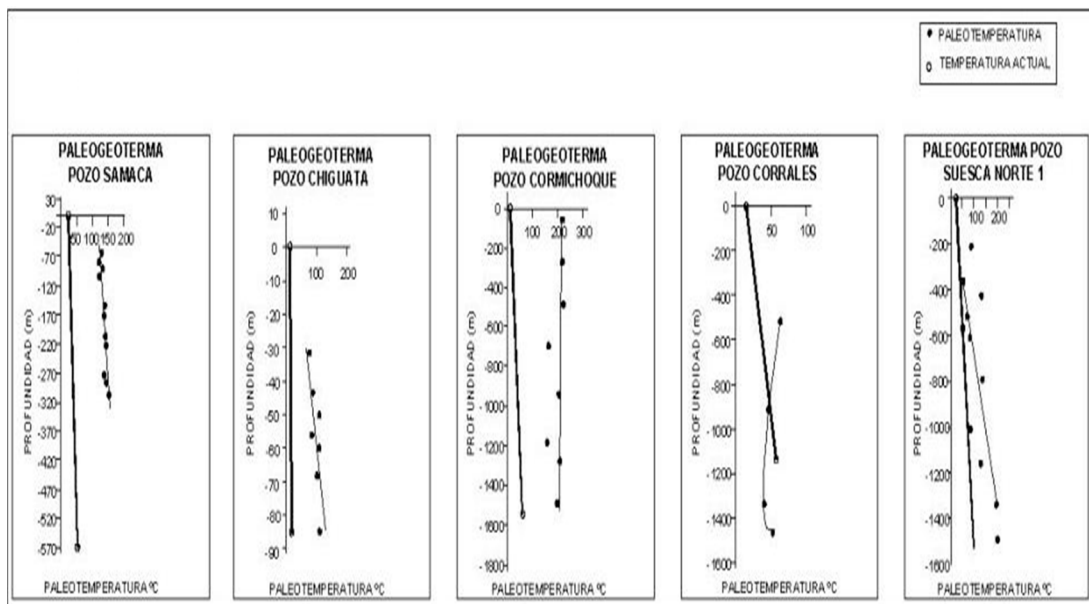 PALEOTEMPERATURA
TEMPERATURA ACTUAL
PALEOGEOTERMA
POZO SAMACA
30
-20
-70
-120
-170
-220
-270
-320
-370
-420
-470
-520
-570
50 100 150 200
PROFUNDIDAD (m)
PALEOTEMPERATURA ºC
PALEOGEOTERMA
POZO CHIGUATA
10
0
-10
-20
-30
-40
-50
-60
-70
-80
-90
100 200
PROFUNDIDAD (m)
PALEOTEMPERATURA ºC
PALEOGEOTERMA
POZO CORMICHOQUE
0
-200
-400
-600
-800
-1000
-1200
-1400
-1600
-1800
100 200 300
PROFUNDIDAD (m)
PALEOTEMPERATURA ºC
PALEOGEOTERMA
POZO CORRALES
0
-200
-400
-600
-800
-1000
-1200
-1400
-1600
50 100
PROFUNDIDAD (m)
PALEOTEMPERATURA ºC
PALEOGEOTERMA POZO
SUESCA NORTE 1
0
-200
-400
-600
-800
-1000
-1200
-1400
-1600
100 200
PROFUNDIDAD (m)
PALEOTEMPERATURA ºC